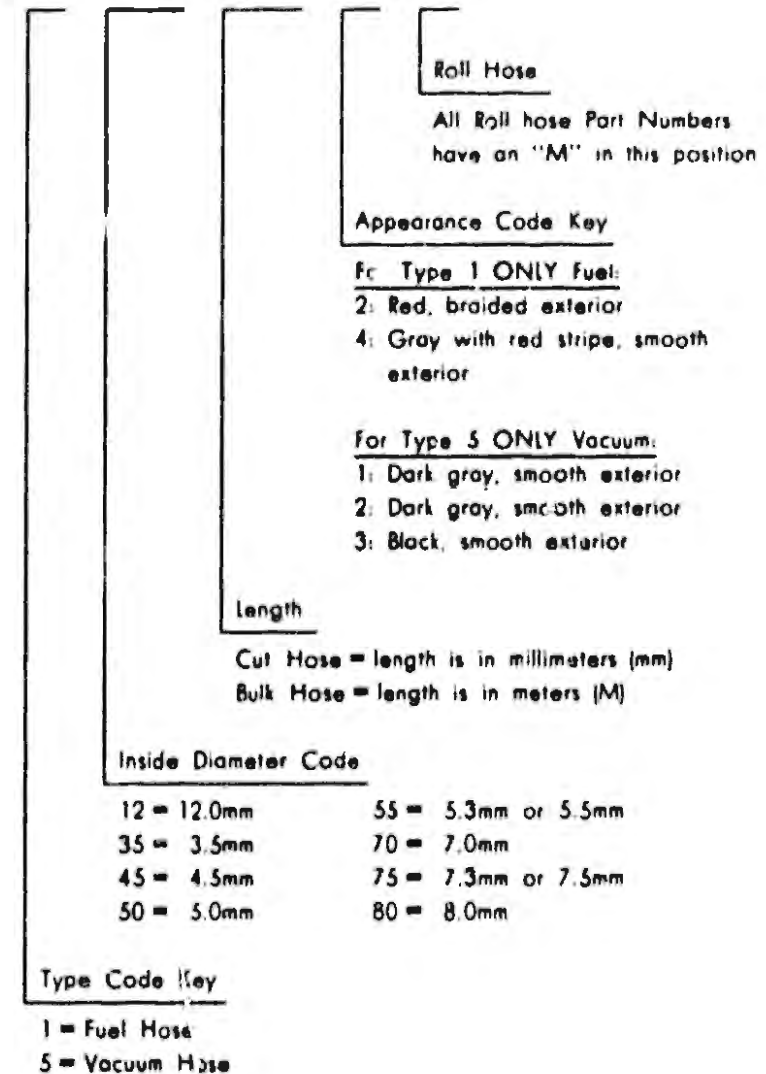 Roll Hose
All Roll hose Part Numbers
have an "M" in this position
Appearance Code Key
Fc Type 1 ONLY Fuel:
2: Red, braided exterior
4: Gray with red stripe, smooth
exterior
For Type 5 ONLY Vacuum:
1: Dark gray, smooth exterior
2: Dark gray, smooth exterior
3: Black, smooth exterior
Length
Cut Hose = length is in millimeters (mm)
Bulk Hose = length is in meters (M)
Inside Diameter Code
12 = 12.0mm 55 = 5.3mm or 5.5mm
35 = 3.5mm 70 = 7.0mm
45 = 4.5mm 75 = 7.3mm or 7.5mm
50 = 5.0mm 80 = 8.0mm
Type Code Key
1 = Fuel Hose
5 = Vacuum Hose